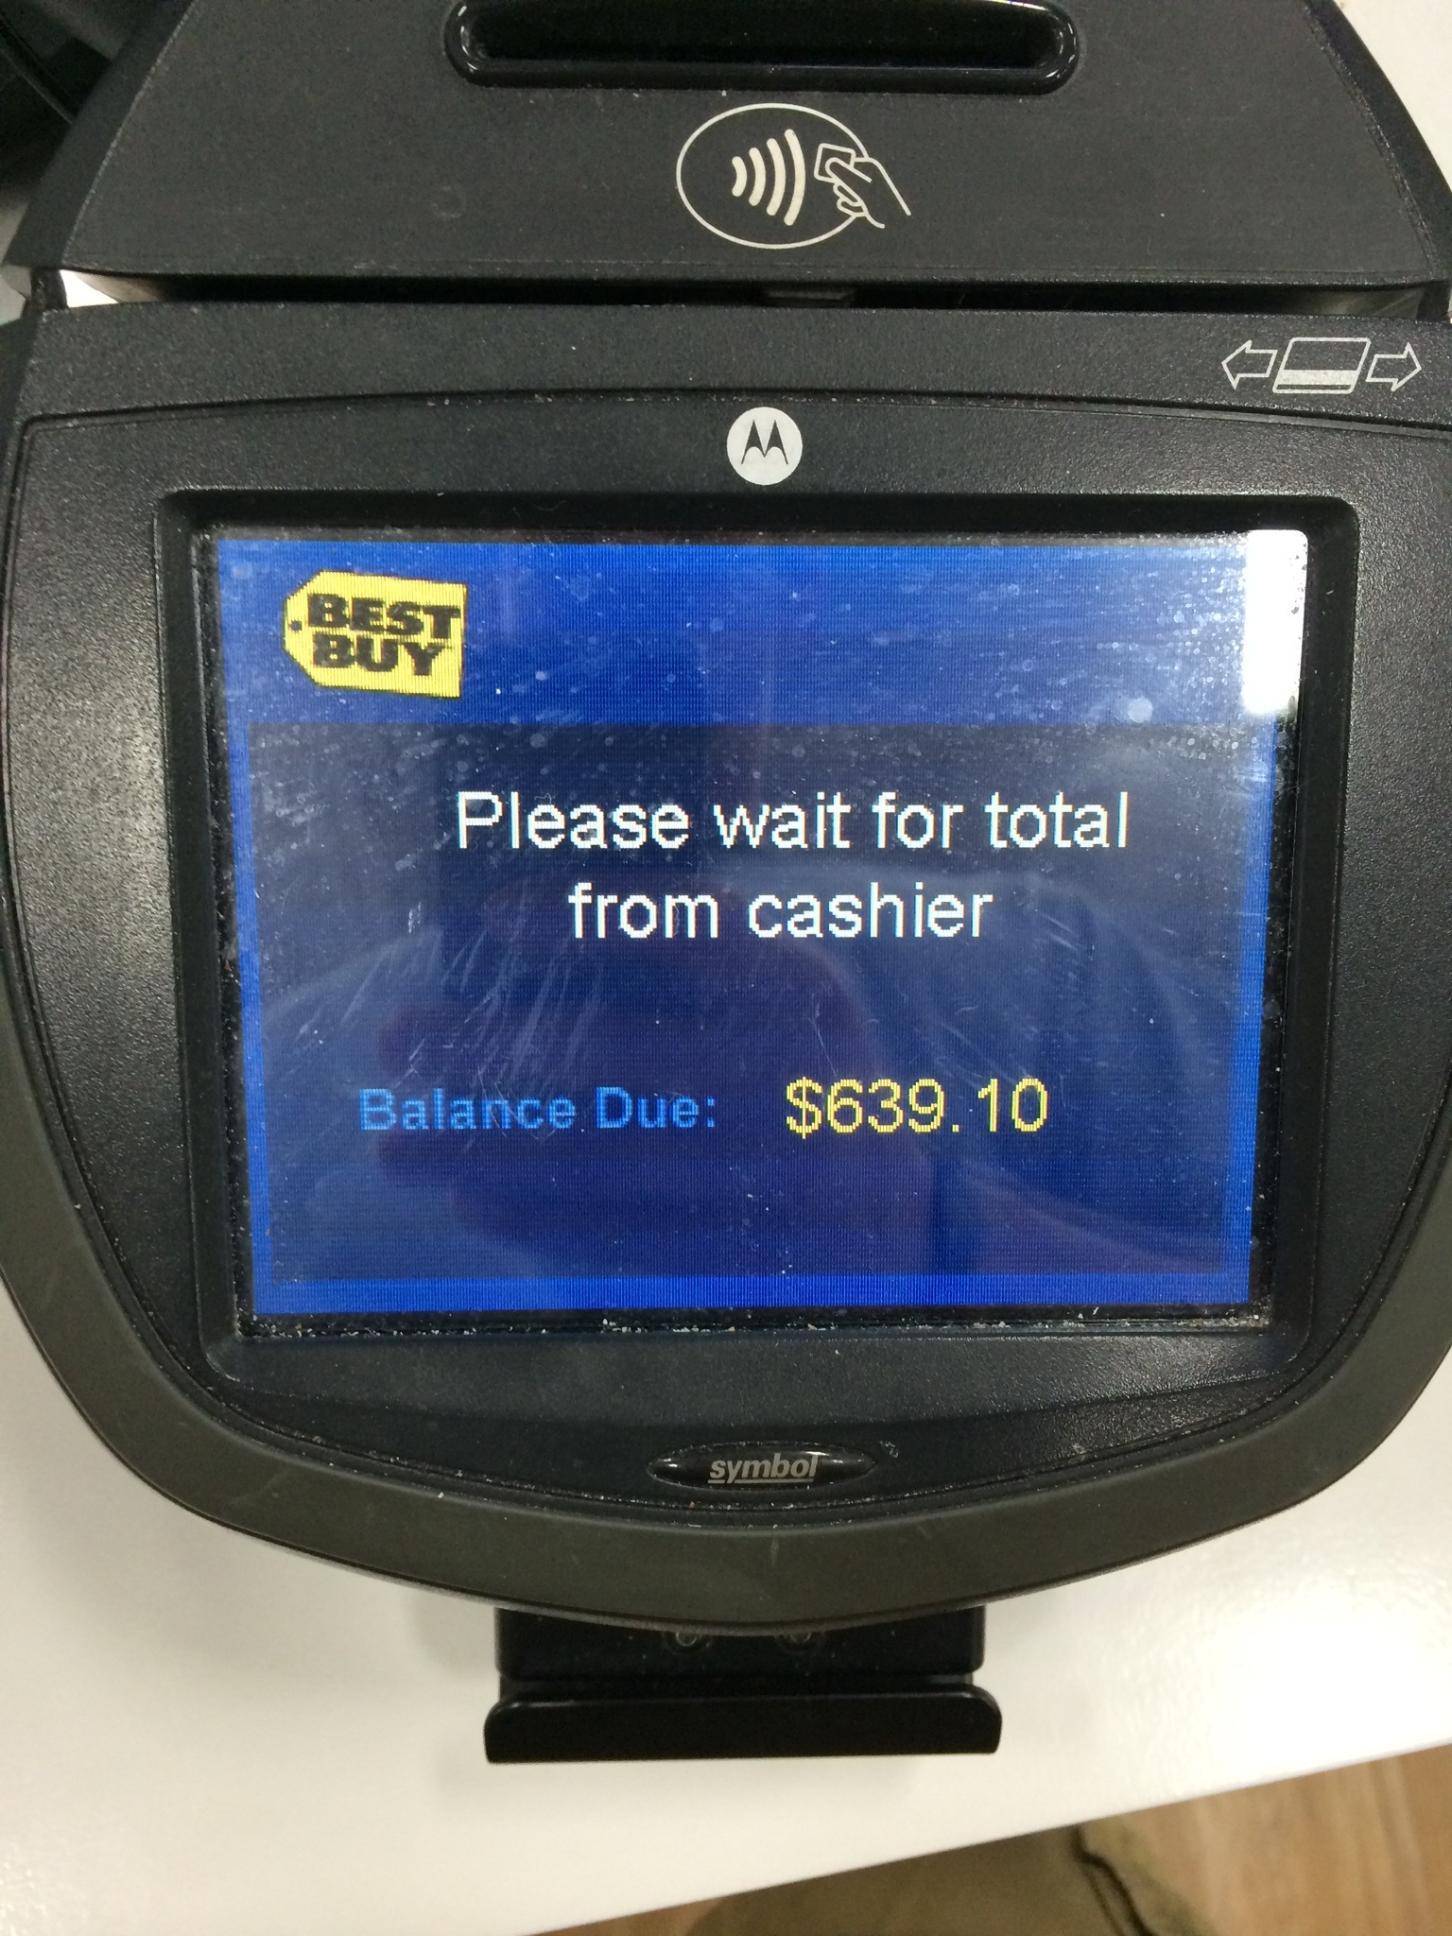 BEST
BUY
Please wait for total
from cashier
Balance Due: $639.10
symbol